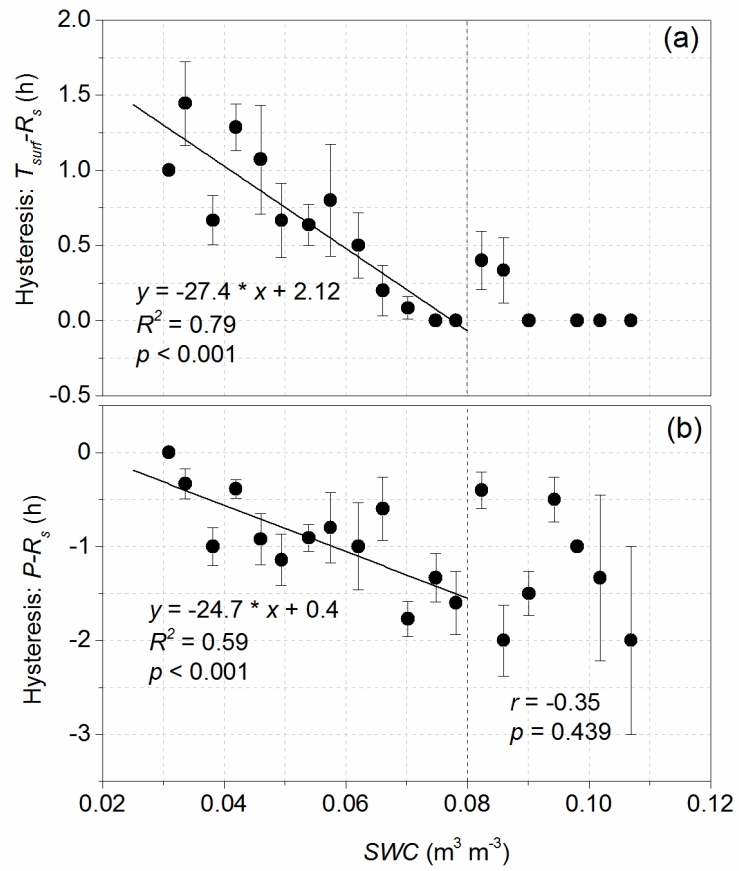 (a)
Hysteresis: Tsurf-Rs (h)
2.0
1.5
1.0
0.5
0.0
-0.5
y = -27.4 * x + 2.12
R² = 0.79
p < 0.001
(b)
Hysteresis: P-Rs (h)
0
-1
-2
-3
y = -24.7 * x + 0.4
R² = 0.59
p < 0.001
r = -0.35
p = 0.439
0.02 0.04 0.06 0.08 0.10 0.12
SWC (m³ m⁻³)